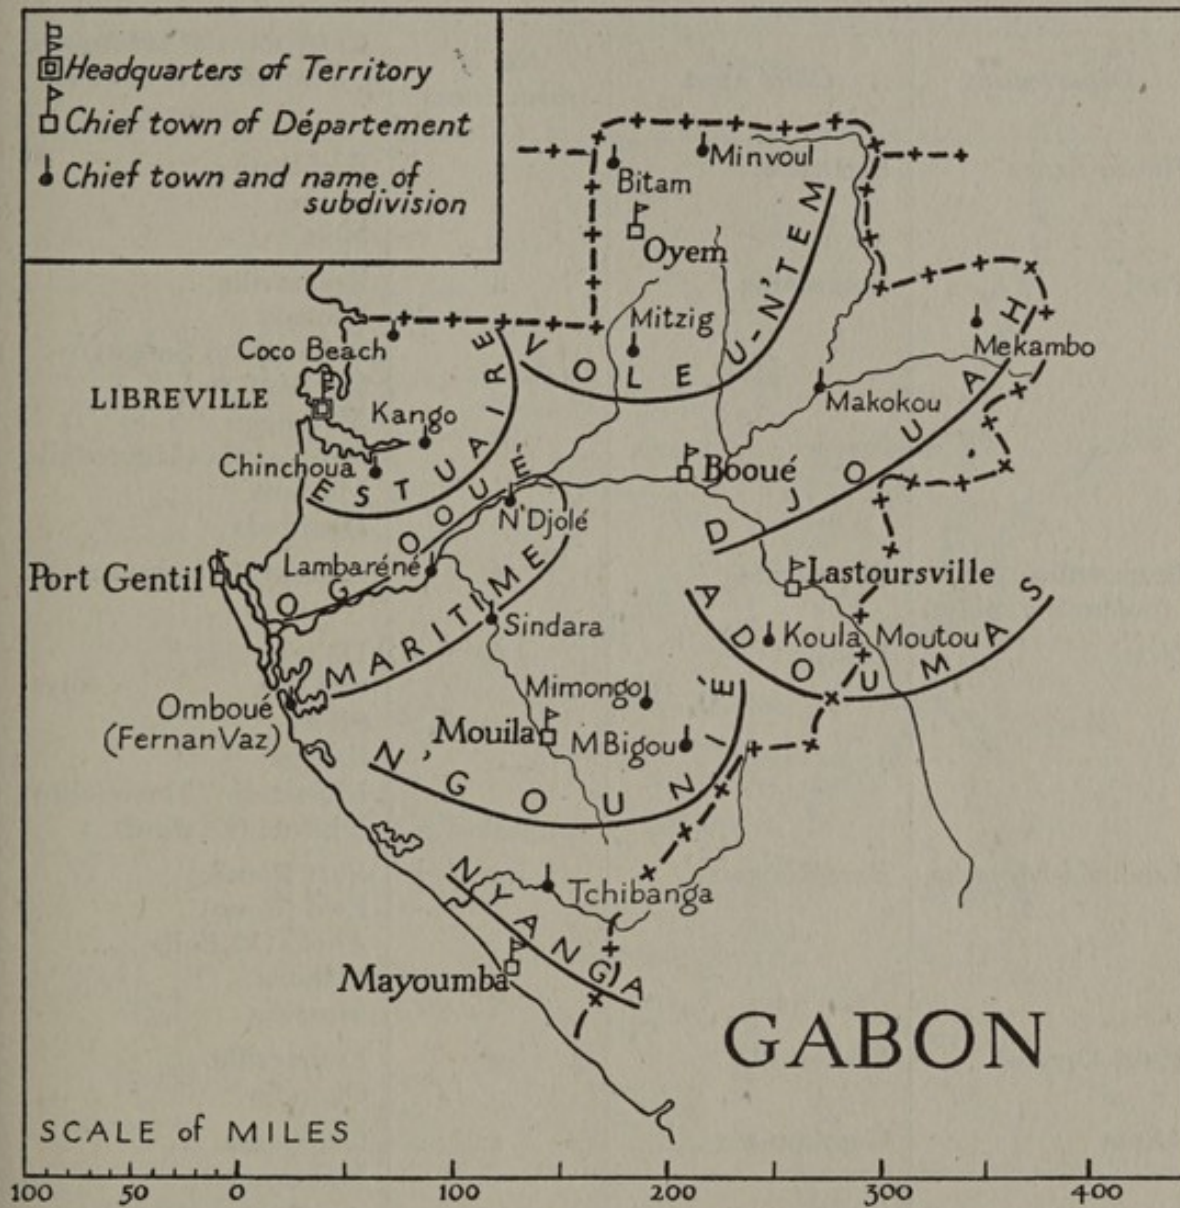 Headquarters of Territory
Chief town of Département
Chief town and name of
subdivision
Minvoul
Bitam
Oyem
VOLEU-N'TEM
Mitzig
Coco Beach
LIBREVILLE
Kango
Chinchoua
ESTUAIRE
Mekambo
Makokou
Booué
DJOUAH
N'Djolé
Lambaréné
OGOOUÉ
MARITIME
Port Gentil
Sindara
Lastoursville
Koula Moutou
ADOUMAS
Omboué
(Fernan Vaz)
Mimongo
Mouila
M Bigou
N'GOUNIÉ
Tchibanga
NYANGA
Mayoumba
GABON
SCALE of MILES
100 50 0 100 200 300 400